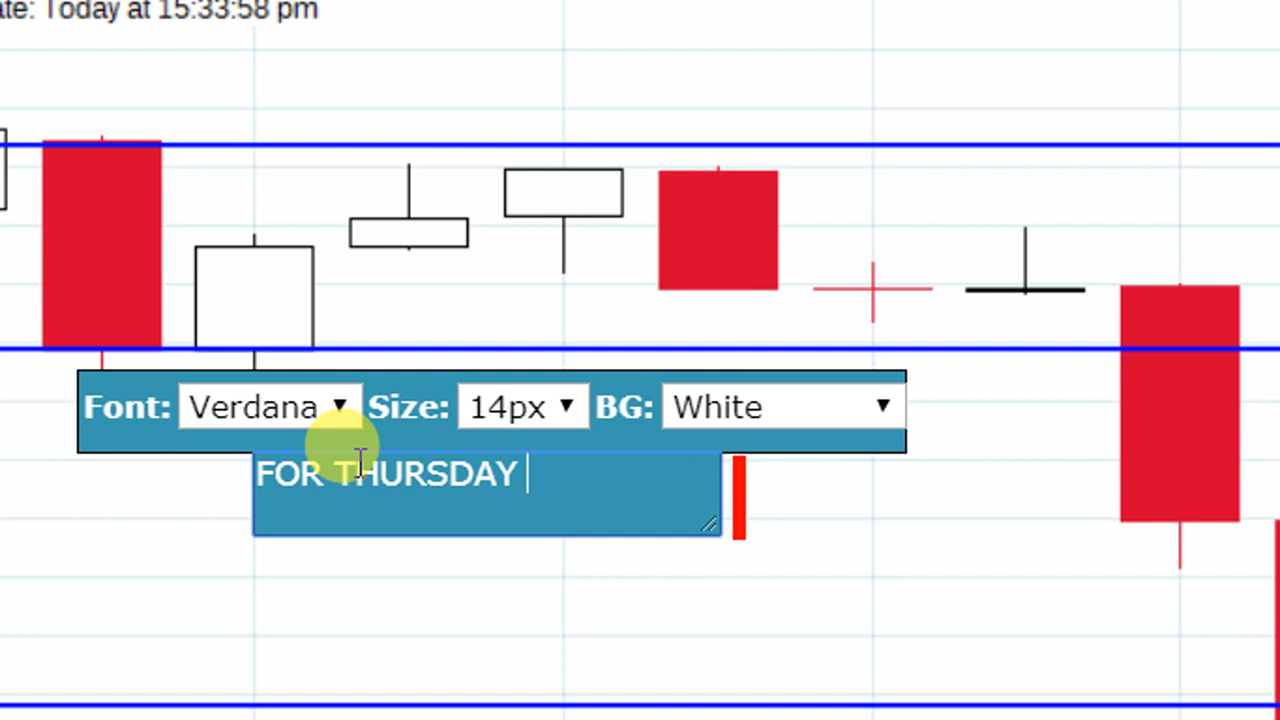 ate: Today at 15:33:58 pm
Font: Verdana Size: 14px BG: White
FOR THURSDAY